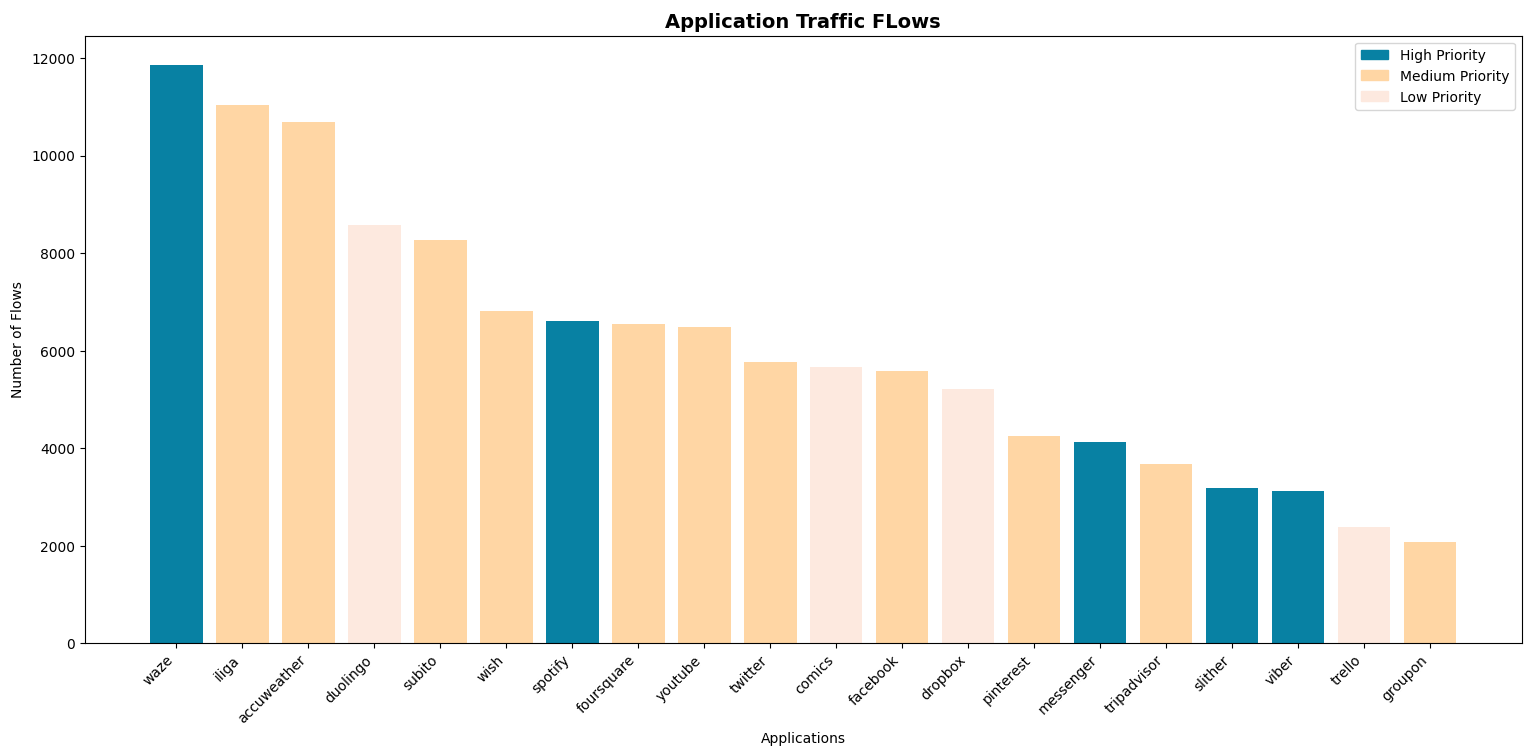 Application Traffic FLows
High Priority
Medium Priority
Low Priority
Number of Flows
12000
10000
8000
6000
4000
2000
0
waze
iliga
accuweather
duolingo
subito
wish
spotify
foursquare
youtube
twitter
comics
facebook
dropbox
pinterest
messenger
tripadvisor
slither
viber
trello
groupon
Applications